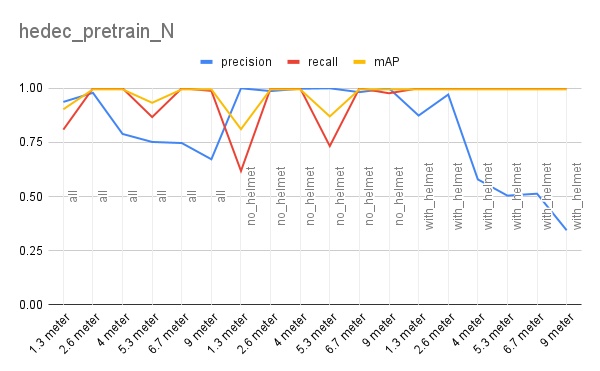 hedec_pretrain_N
precision recall mAP
1.00
0.75
0.50
0.25
0.00
all all all all all all no_helmet no_helmet no_helmet no_helmet no_helmet no_helmet with_helmet with_helmet with_helmet with_helmet with_helmet with_helmet
1.3 meter 2.6 meter 4 meter 5.3 meter 6.7 meter 9 meter 1.3 meter 2.6 meter 4 meter 5.3 meter 6.7 meter 9 meter 1.3 meter 2.6 meter 4 meter 5.3 meter 6.7 meter 9 meter